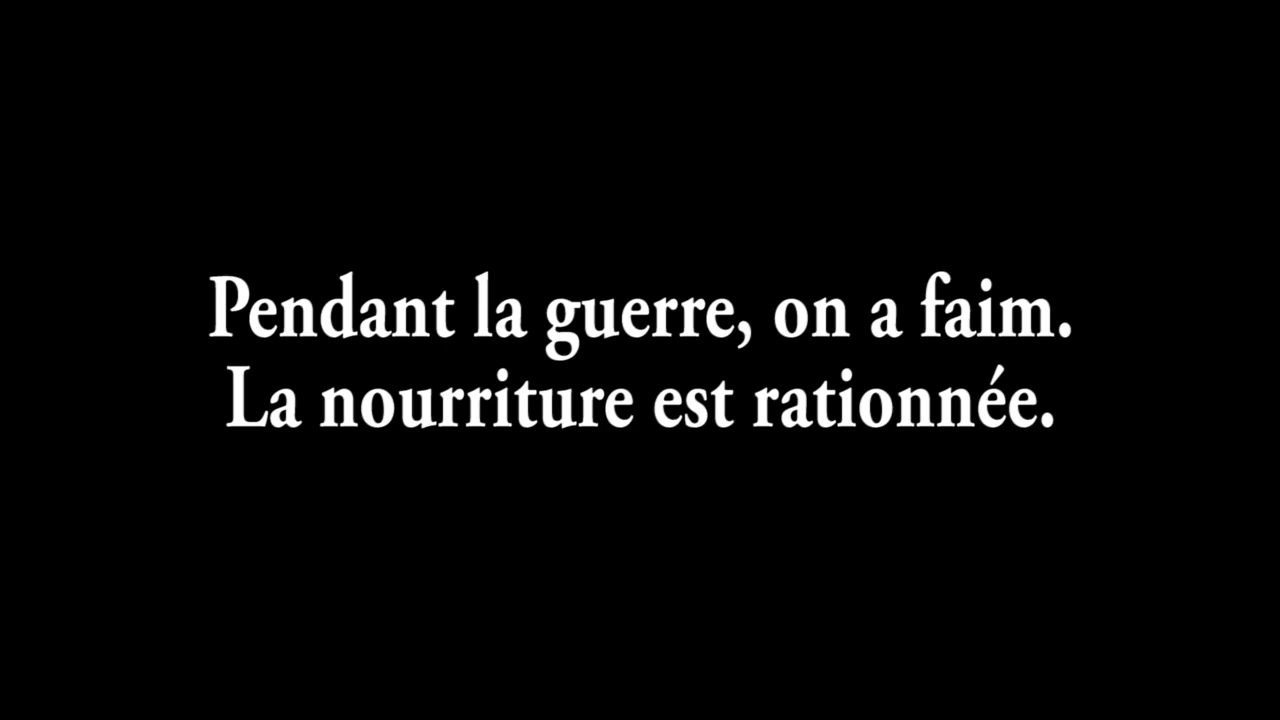 Pendant la guerre, on a faim.
La nourriture est rationnée.